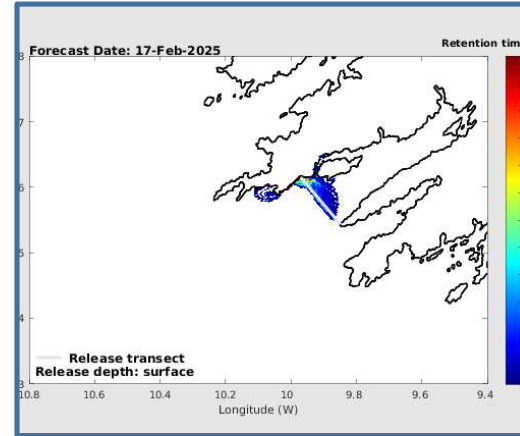 Retention tim
Forecast Date: 17-Feb-2025
8
7
6
5
4
3
Release transect
Release depth: surface
10.8
10.6
10.4
10.2
10
9.8
9.6
9.4
Longitude (W)